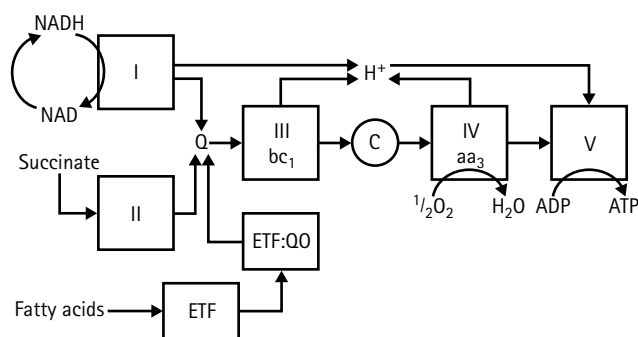 NADH
I
H⁺
NAD
Q
III
bc₁
C
IV
aa₃
V
Succinate
II
½O₂
H₂O
ADP
ATP
ETF:QO
Fatty acids
ETF